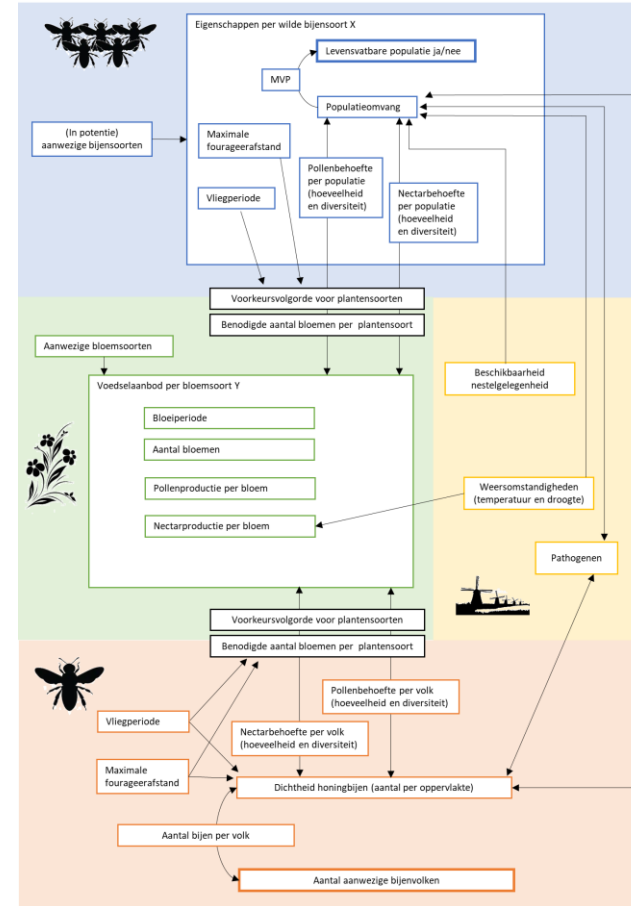 Eigenschappen per wilde bijensoort X
Levensvatbare populatie ja/nee
MVP
Populatieomvang
(In potentie)
aanwezige bijensoorten
Maximale
fourageerafstand
Vliegperiode
Pollenbehoefte
per populatie
(hoeveelheid
en diversiteit)
Nectarbehoefte
per populatie
(hoeveelheid
en diversiteit)
Voorkeursvolgorde voor plantensoorten
Benodigde aantal bloemen per plantsoort
Aanwezige bloemsoorten
Voedselaanbod per bloemsoort Y
Bloeiperiode
Aantal bloemen
Pollenproductie per bloem
Nectarproductie per bloem
Beschikbaarheid
nestelgelegenheid
Weersomstandigheden
(temperatuur en droogte)
Pathogenen
Voorkeursvolgorde voor plantensoorten
Benodigde aantal bloemen per plantsoort
Vliegperiode
Maximale
fourageerafstand
Nectarbehoefte per volk
(hoeveelheid en diversiteit)
Pollenbehoefte per volk
(hoeveelheid en diversiteit)
Dichtheid honingbijen (aantal per oppervlakte)
Aantal bijen per volk
Aantal aanwezige bijenvolken